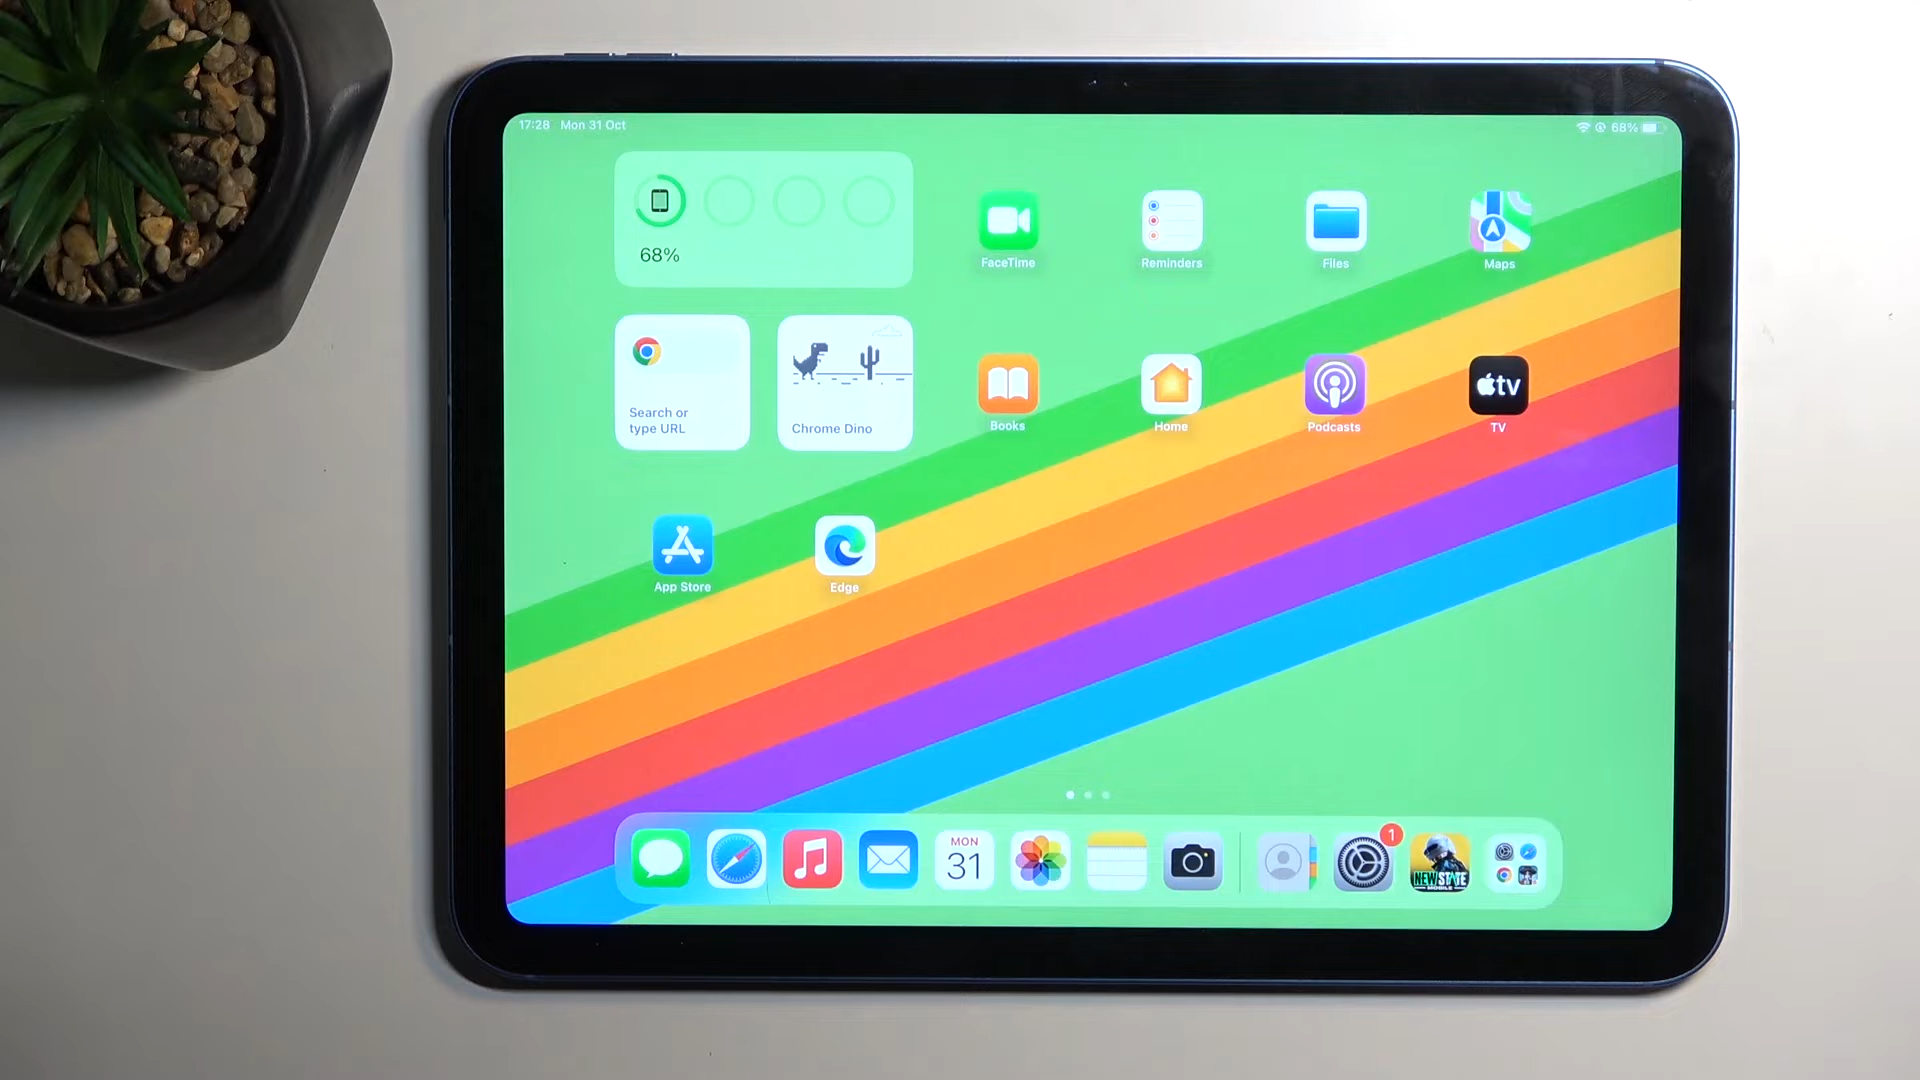 17:28 Mon 31 Oct
68%
68%
FaceTime
Reminders
Files
Maps
Search or
type URL
Chrome Dino
Books
Home
Podcasts
tv
TV
App Store
Edge
MON
31
1
NEW STATE
MOBILE